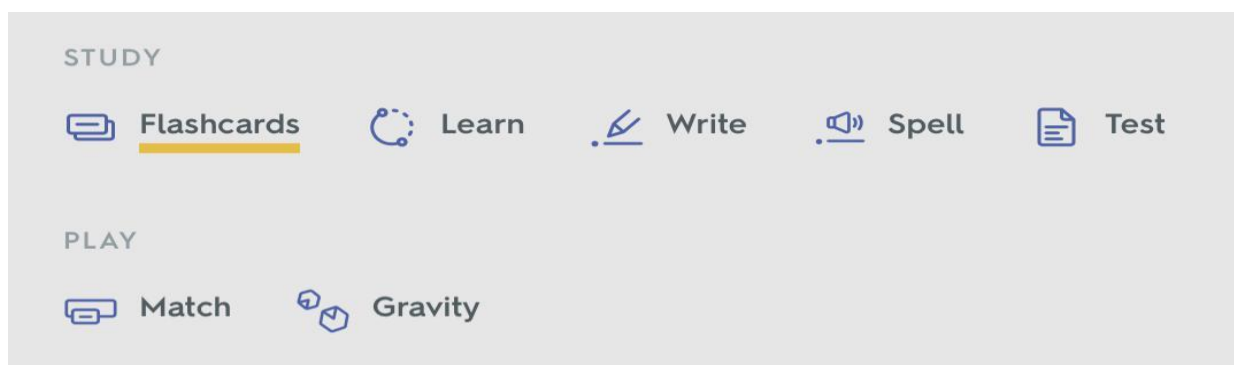 STUDY
Flashcards Learn Write Spell Test
PLAY
Match Gravity